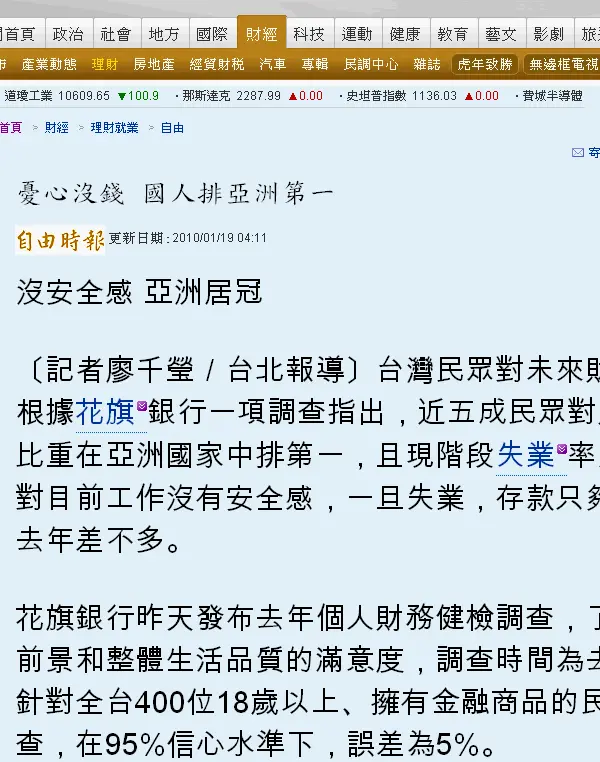 首頁 政治 社會 地方 國際 財經 科技 運動 健康 教育 藝文 影劇
產業動態 理財 房地產 經貿財稅 汽車 專輯 民調中心 雜誌 虎年致勝 無邊框電視
道瓊工業 10609.65 ▼100.9 ·那斯達克 2287.99 ▲0.00 ·史坦普指數 1136.03 ▲0.00 ·費城半導體
首頁 > 財經 > 理財就業 > 自由
寄
憂心沒錢 國人排亞洲第一
自由時報 更新日期:2010/01/19 04:11
沒安全感 亞洲居冠
〔記者廖千瑩/台北報導〕台灣民眾對未來財
根據花旗銀行一項調查指出,近五成民眾對
比重在亞洲國家中排第一,且現階段失業率
對目前工作沒有安全感,一旦失業,存款只夠
去年差不多。
花旗銀行昨天發布去年個人財務健檢調查,了
前景和整體生活品質的滿意度,調查時間為去
針對全台400位18歲以上、擁有金融商品的民
查,在95%信心水準下,誤差為5%。